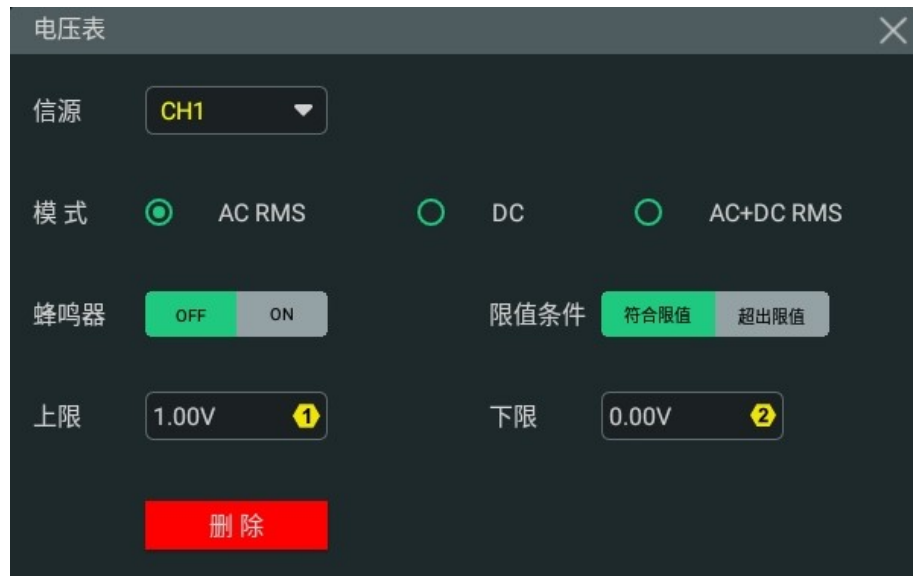 电压表
信源 CH1
模式 AC RMS DC AC+DC RMS
蜂鸣器 OFF ON 限值条件 符合限值 超出限值
上限 1.00V 1 下限 0.00V 2
删除